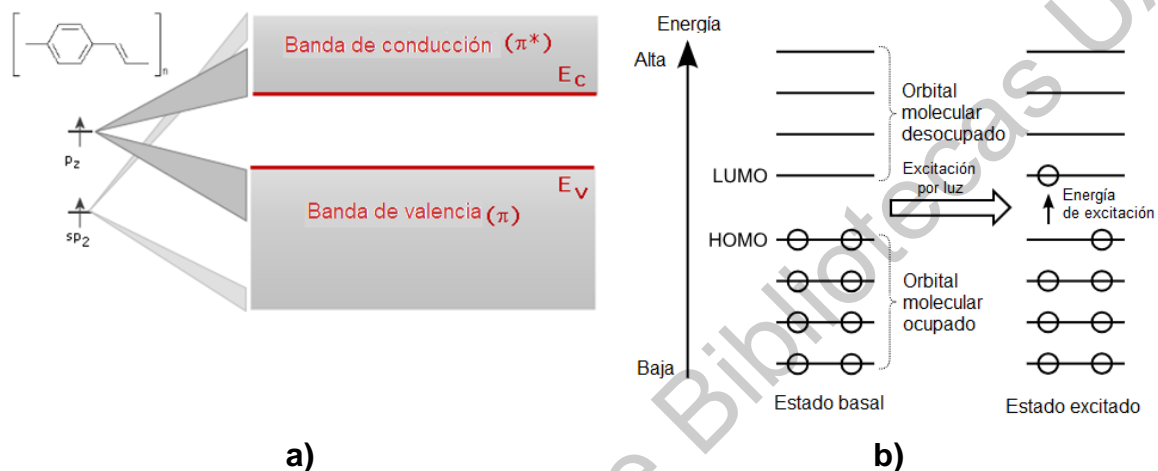 n
Banda de conducción (π*)
E_C
p_z
sp_2
E_V
Banda de valencia (π)
a)
Energía
Alta
Baja
LUMO
HOMO
Orbital
molecular
desocupado
Orbital
molecular
ocupado
Estado basal
Excitación
por luz
Energía
de excitación
Estado excitado
b)
Bibliotecas